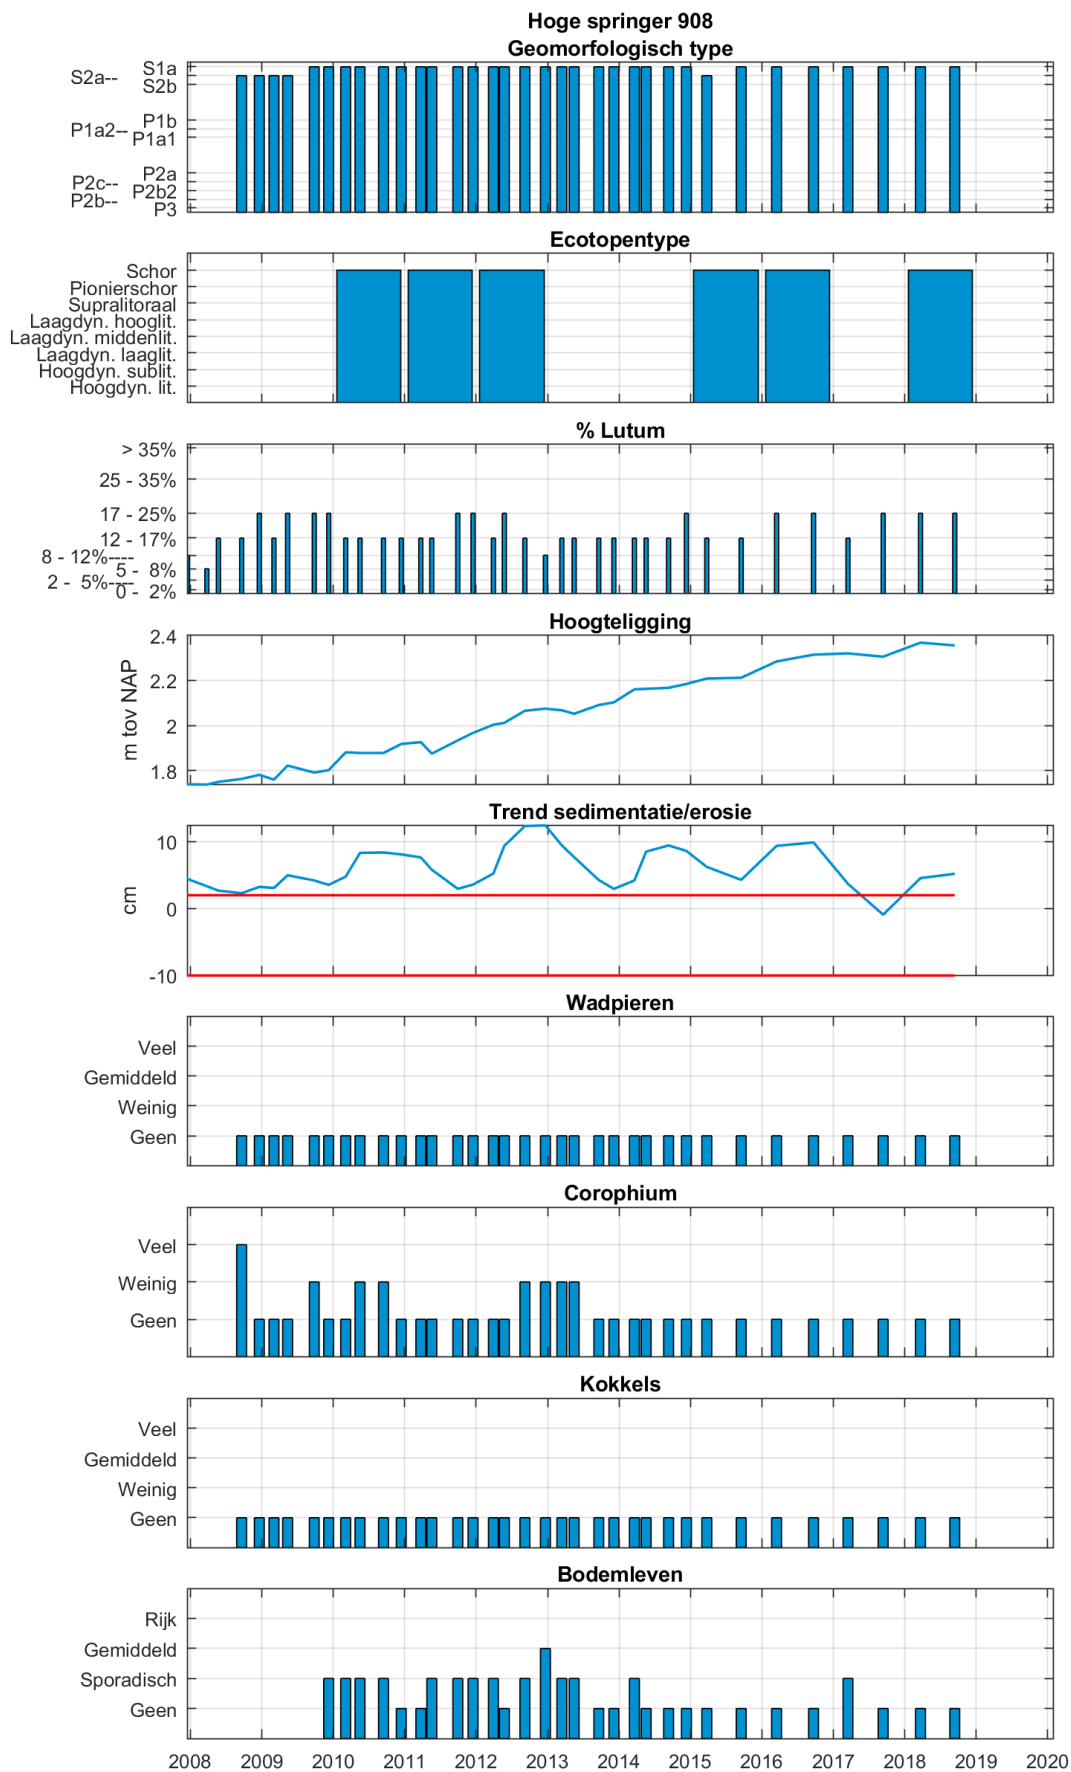 Hoge springer 908
Geomorfologisch type
S1a
S2a--
S2b
P1b
P1a2--
P1a1
P2a
P2c--
P2b2
P2b--
P3
Ecotopentype
Schor
Pionierschor
Supralitoraal
Laagdyn. hooglit.
Laagdyn. middenlit.
Laagdyn. laaglit.
Hoogdyn. sublit.
Hoogdyn. lit.
% Lutum
> 35%
25 - 35%
17 - 25%
12 - 17%
8 - 12%----
5 - 8%
2 - 5%----
0 - 2%
Hoogteligging
m tov NAP
2.4
2.2
2
1.8
Trend sedimentatie/erosie
cm
10
0
-10
Wadpieren
Veel
Gemiddeld
Weinig
Geen
Corophium
Veel
Weinig
Geen
Kokkels
Veel
Gemiddeld
Weinig
Geen
Bodemleven
Rijk
Gemiddeld
Sporadisch
Geen
2008 2009 2010 2011 2012 2013 2014 2015 2016 2017 2018 2019 2020